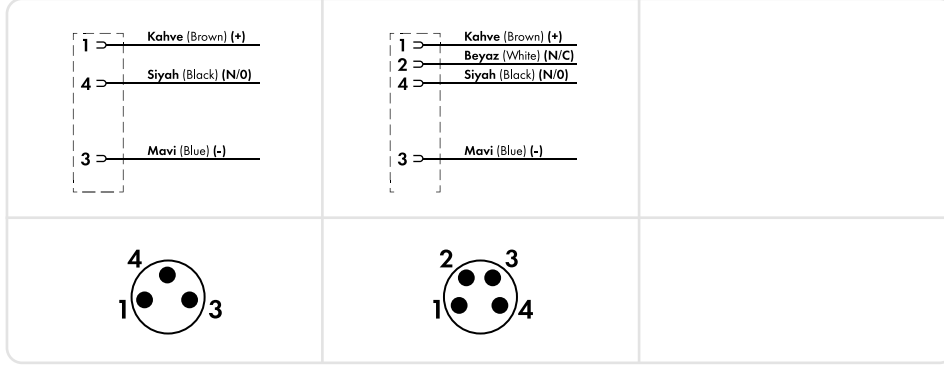 1 Kahve (Brown) (+)
4 Siyah (Black) (N/0)
3 Mavi (Blue) (-)
1 Kahve (Brown) (+)
2 Beyaz (White) (N/C)
4 Siyah (Black) (N/0)
3 Mavi (Blue) (-)
4
1 3
2 3
1 4